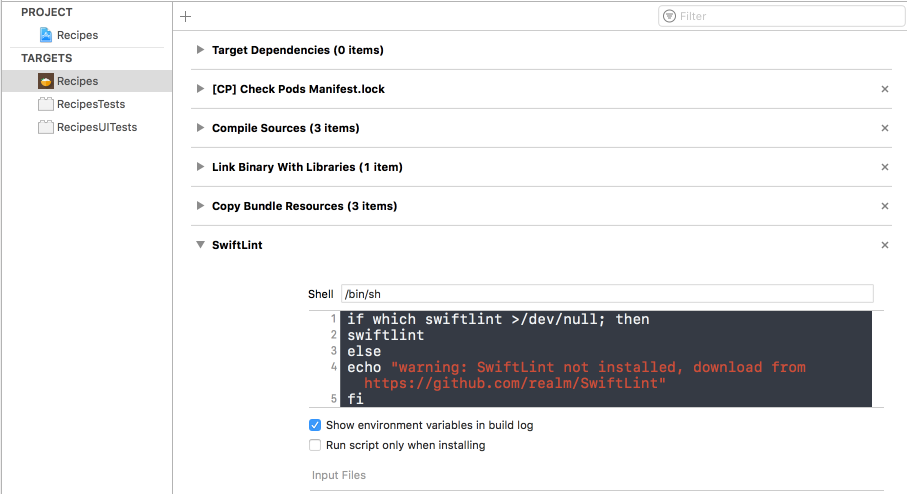 PROJECT
Recipes
TARGETS
Recipes
RecipesTests
RecipesUITests
Filter
Target Dependencies (0 items)
[CP] Check Pods Manifest.lock
Compile Sources (3 items)
Link Binary With Libraries (1 item)
Copy Bundle Resources (3 items)
SwiftLint
Shell /bin/sh
1 if which swiftlint >/dev/null; then
2 swiftlint
3 else
4 echo "warning: SwiftLint not installed, download from
https://github.com/realm/SwiftLint"
5 fi
Show environment variables in build log
Run script only when installing
Input Files